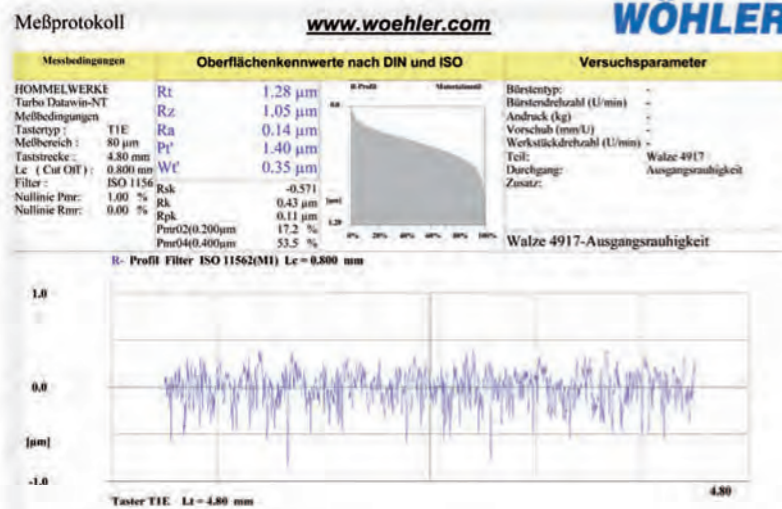 Meßprotokoll
www.woehler.com
WÖHLER
Messbedingungen
Oberflächenkennwerte nach DIN und ISO
Versuchsparameter
HOMMELWERKE
Turbo Datawin-NT
Meßbedingungen
Tastertyp : T1E
Meßbereich : 80 µm
Taststrecke : 4.80 mm
Lc ( Cut Off ) : 0.800 mm
Filter : ISO 1156
Nullinie Pmr: 1.00 %
Nullinie Rmr: 0.00 %
Rt 1.28 µm
Rz 1.05 µm
Ra 0.14 µm
Pt' 1.40 µm
Wt' 0.35 µm
Rsk -0.571
Rk 0.43 µm
Rpk 0.11 µm
Pmr02(0.200µm 17.2 %
Pmr04(0.400µm 53.5 %
R-Profil Materialanteil
0.0
[µm]
1.28
0% 20% 40% 60% 80% 100%
Bürstentyp: -
Bürstendrehzahl (U/min) -
Andruck (kg) -
Vorschub (mm/U) -
Werkstückdrehzahl (U/min) -
Teil: Walze 4917
Durchgang: Ausgangsrauhigkeit
Zusatz:
Walze 4917-Ausgangsrauhigkeit
R- Profil Filter ISO 11562(M1) Lc = 0.800 mm
1.0
0.0
[µm]
-1.0
4.80
Taster T1E Lt = 4.80 mm